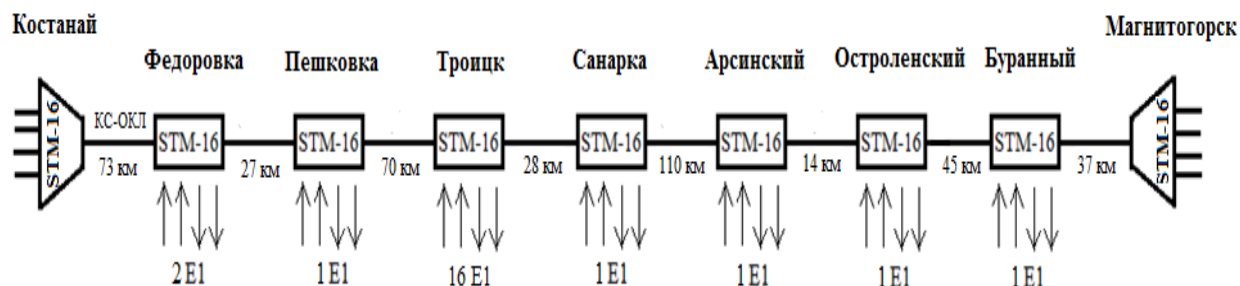 Костанай
Магнитогорск
Федоровка Пешковка Троицк Санарка Арсинский Остроленский Буранный
STM-16 КС-ОКЛ STM-16 STM-16 STM-16 STM-16 STM-16 STM-16 STM-16 STM-16
73 км 27 км 70 км 28 км 110 км 14 км 45 км 37 км
2 E1 1 E1 16 E1 1 E1 1 E1 1 E1 1 E1